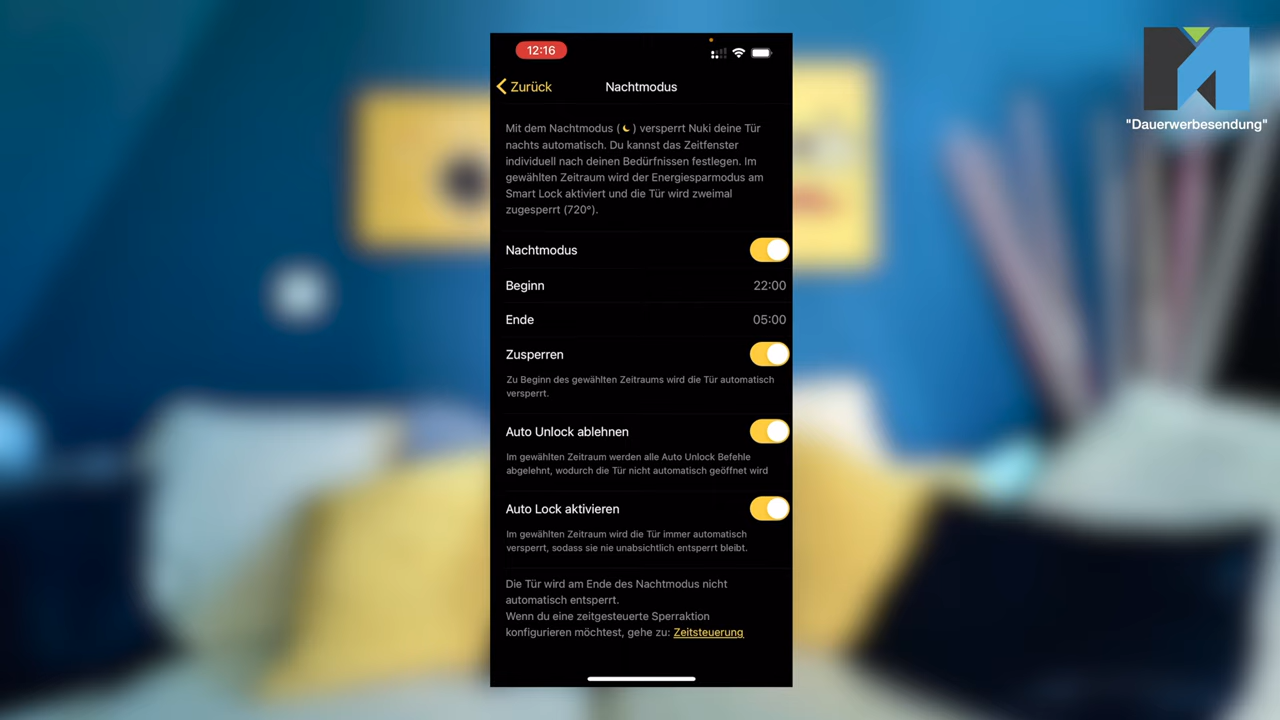 12:16
Zurück
Nachtmodus
Mit dem Nachtmodus ( ) versperrt Nuki deine Tür
nachts automatisch. Du kannst das Zeitfenster
individuell nach deinen Bedürfnissen festlegen. Im
gewählten Zeitraum wird der Energiesparmodus am
Smart Lock aktiviert und die Tür wird zweimal
zugesperrt (720°).
Nachtmodus
Beginn 22:00
Ende 05:00
Zusperren
Zu Beginn des gewählten Zeitraums wird die Tür automatisch
versperrt.
Auto Unlock ablehnen
Im gewählten Zeitraum werden alle Auto Unlock Befehle
abgelehnt, wodurch die Tür nicht automatisch geöffnet wird
Auto Lock aktivieren
Im gewählten Zeitraum wird die Tür immer automatisch
versperrt, sodass sie nie unabsichtlich entsperrt bleibt.
Die Tür wird am Ende des Nachtmodus nicht
automatisch entsperrt.
Wenn du eine zeitgesteuerte Sperraktion
konfigurieren möchtest, gehe zu: Zeitsteuerung
"Dauerwerbesendung"